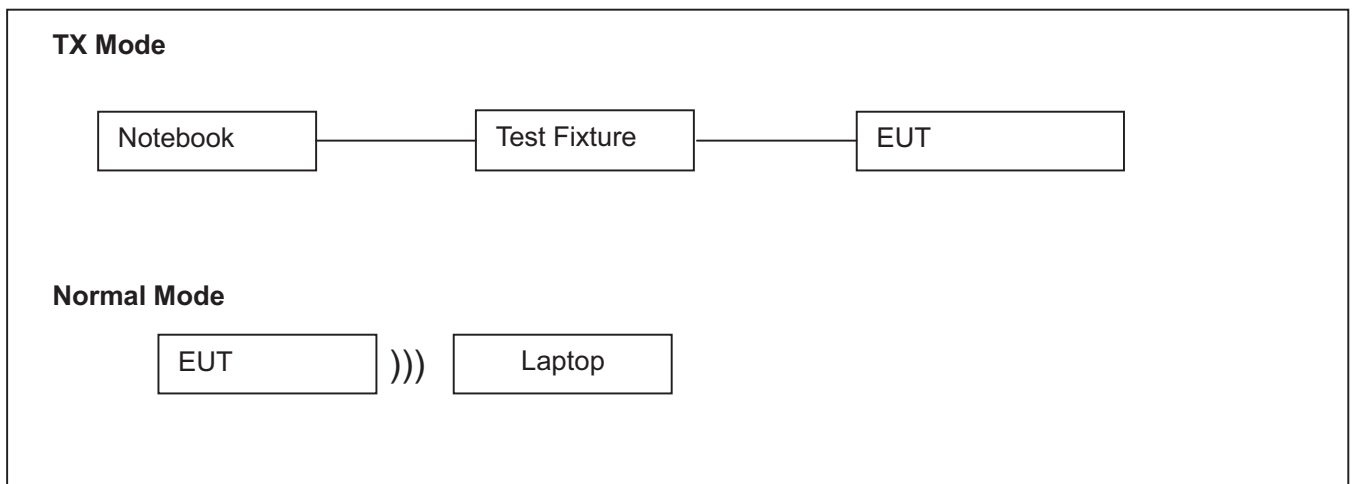 TX Mode
Notebook Test Fixture EUT
Normal Mode
EUT ))) Laptop